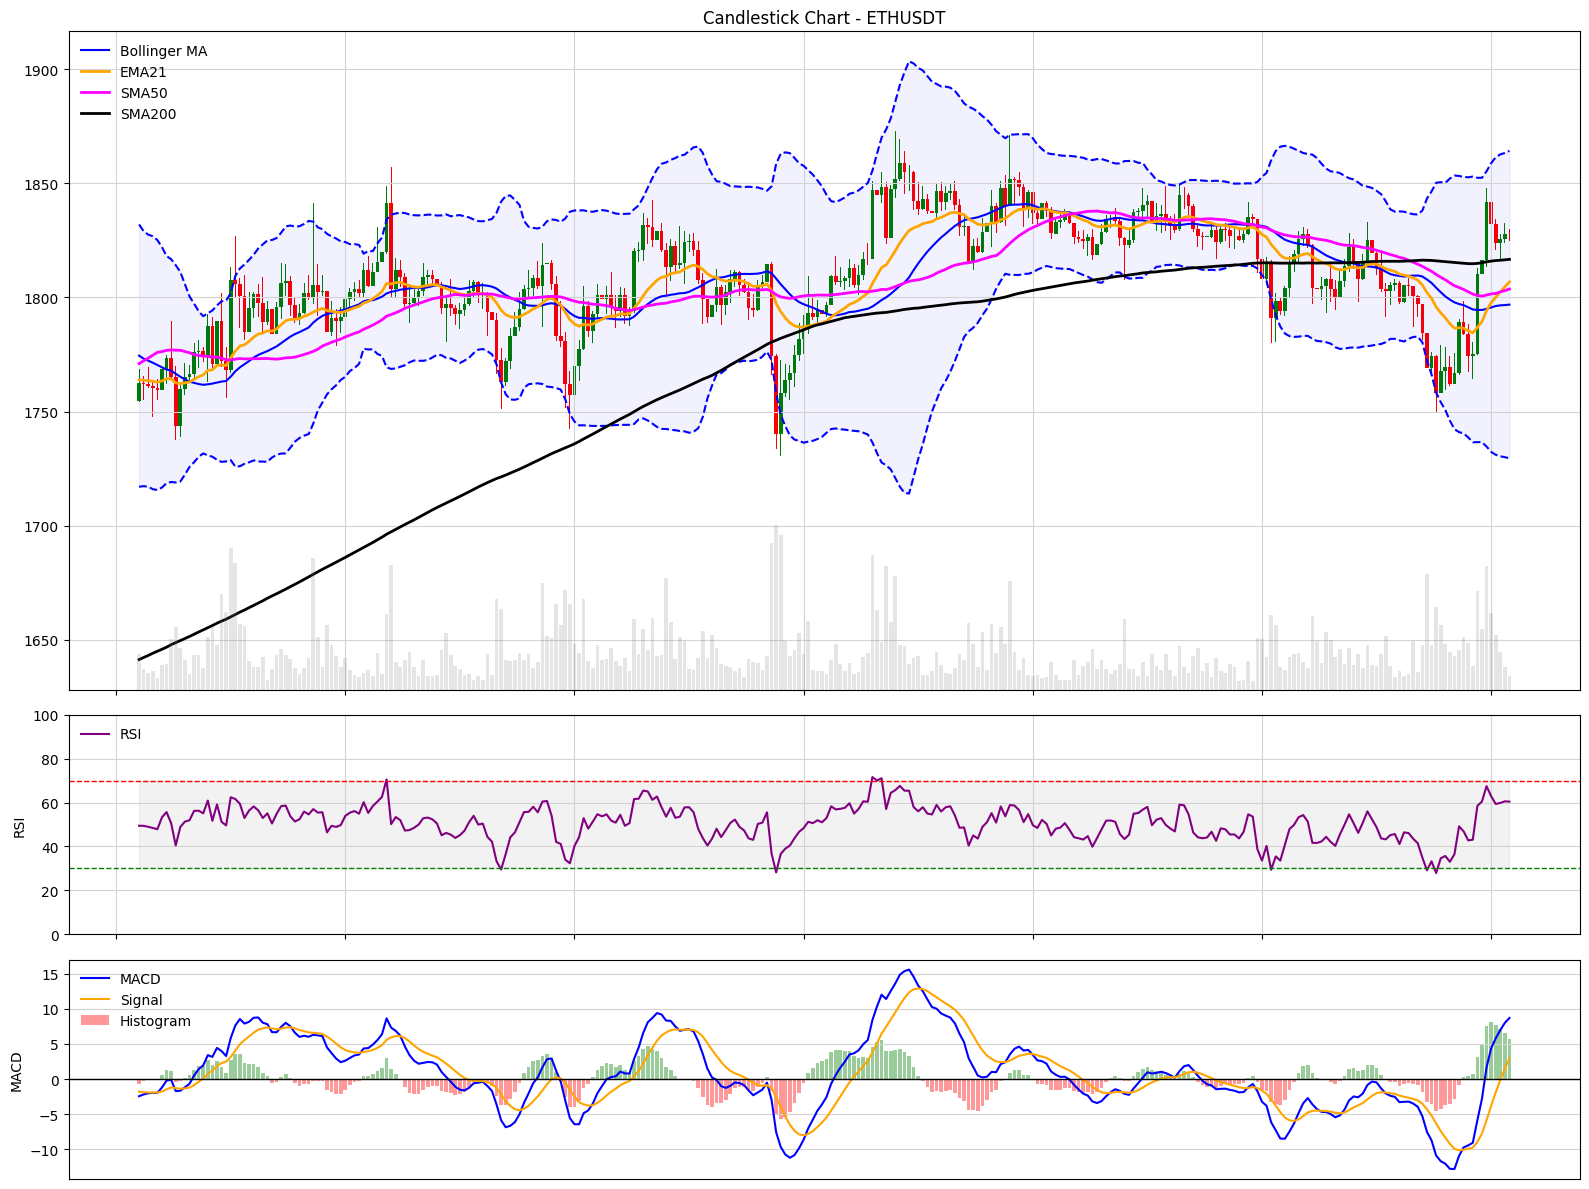 Candlestick Chart - ETHUSDT
Bollinger MA
EMA21
SMA50
SMA200
1900
1850
1800
1750
1700
1650
RSI
100
80
60
40
20
0
RSI
MACD
Signal
Histogram
15
10
5
0
−5
−10
MACD